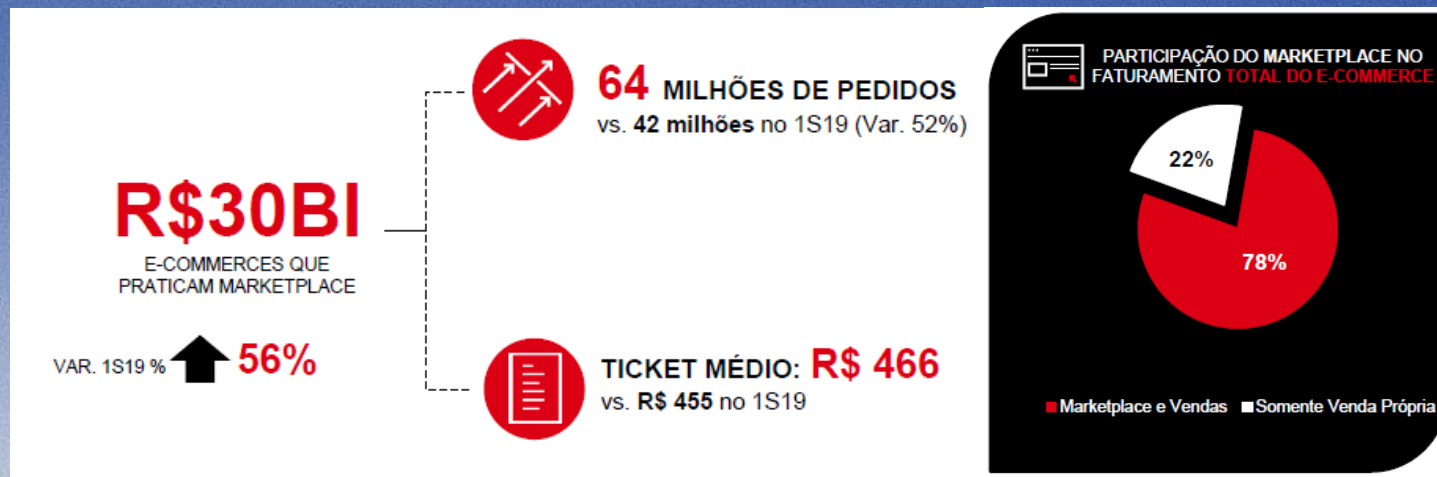 R$30BI
E-COMMERCES QUE
PRATICAM MARKETPLACE
VAR. 1S19 % 56%
64 MILHÕES DE PEDIDOS
vs. 42 milhões no 1S19 (Var. 52%)
TICKET MÉDIO: R$ 466
vs. R$ 455 no 1S19
PARTICIPAÇÃO DO MARKETPLACE NO
FATURAMENTO TOTAL DO E-COMMERCE
22%
78%
Marketplace e Vendas Somente Venda Própria